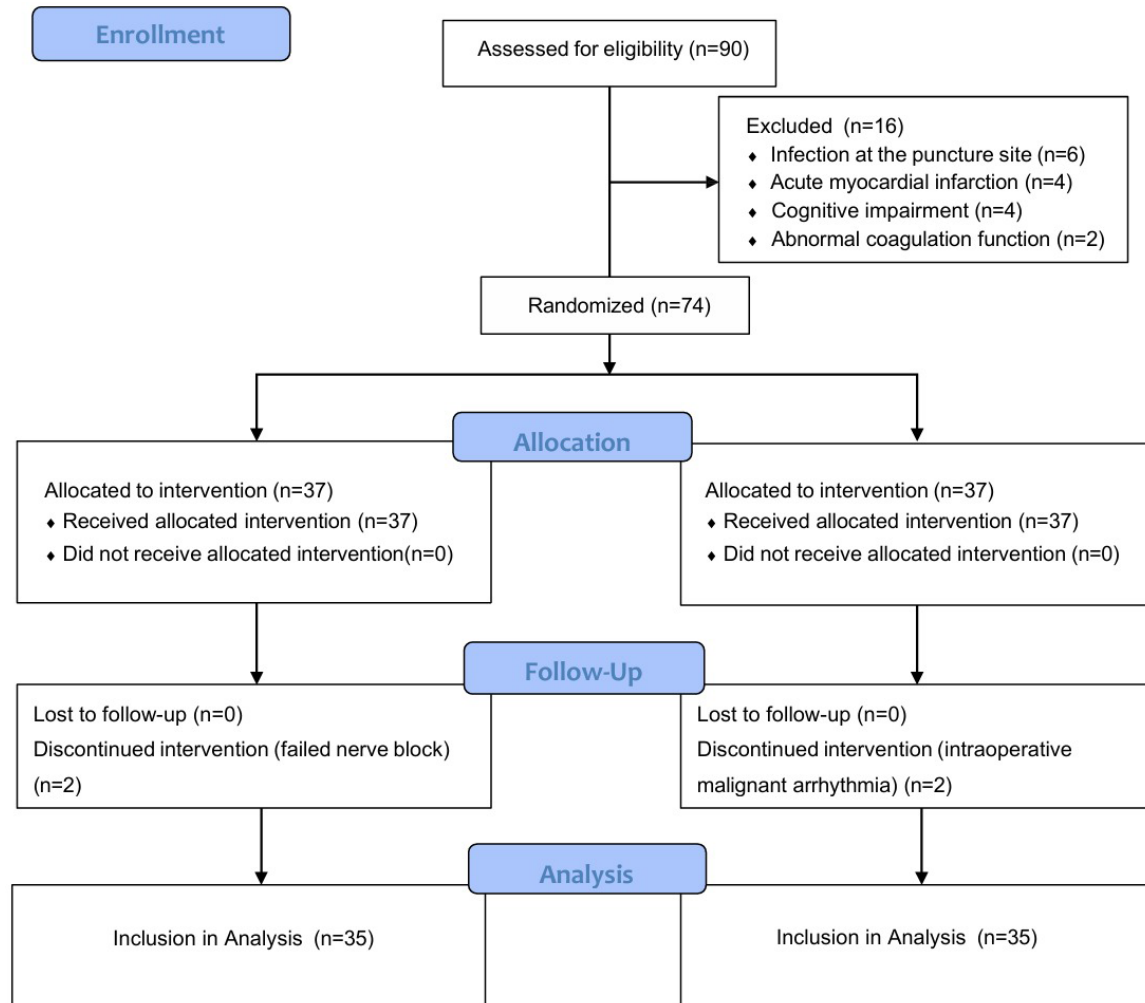 Enrollment
Assessed for eligibility (n=90)
Excluded (n=16)
♦ Infection at the puncture site (n=6)
♦ Acute myocardial infarction (n=4)
♦ Cognitive impairment (n=4)
♦ Abnormal coagulation function (n=2)
Randomized (n=74)
Allocation
Allocated to intervention (n=37)
♦ Received allocated intervention (n=37)
♦ Did not receive allocated intervention(n=0)
Allocated to intervention (n=37)
♦ Received allocated intervention (n=37)
♦ Did not receive allocated intervention (n=0)
Follow-Up
Lost to follow-up (n=0)
Discontinued intervention (failed nerve block)
(n=2)
Lost to follow-up (n=0)
Discontinued intervention (intraoperative
malignant arrhythmia) (n=2)
Analysis
Inclusion in Analysis (n=35)
Inclusion in Analysis (n=35)